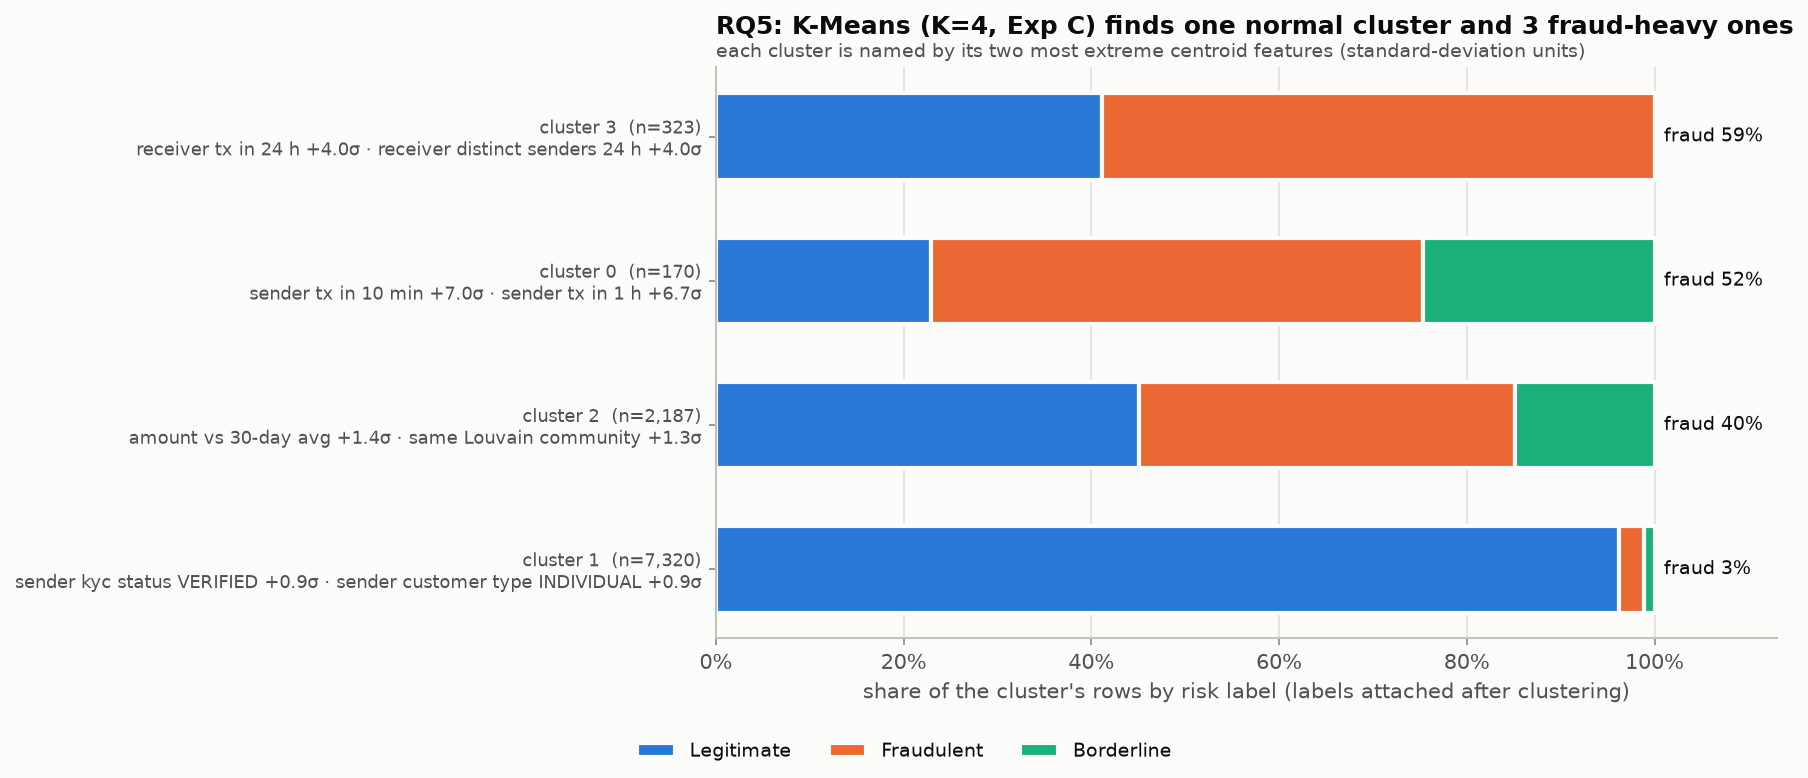 RQ5: K-Means (K=4, Exp C) finds one normal cluster and 3 fraud-heavy ones
each cluster is named by its two most extreme centroid features (standard-deviation units)
cluster 3 (n=323)
receiver tx in 24 h +4.0σ · receiver distinct senders 24 h +4.0σ
fraud 59%
cluster 0 (n=170)
sender tx in 10 min +7.0σ · sender tx in 1 h +6.7σ
fraud 52%
cluster 2 (n=2,187)
amount vs 30-day avg +1.4σ · same Louvain community +1.3σ
fraud 40%
cluster 1 (n=7,320)
sender kyc status VERIFIED +0.9σ · sender customer type INDIVIDUAL +0.9σ
fraud 3%
0% 20% 40% 60% 80% 100%
share of the cluster's rows by risk label (labels attached after clustering)
Legitimate Fraudulent Borderline